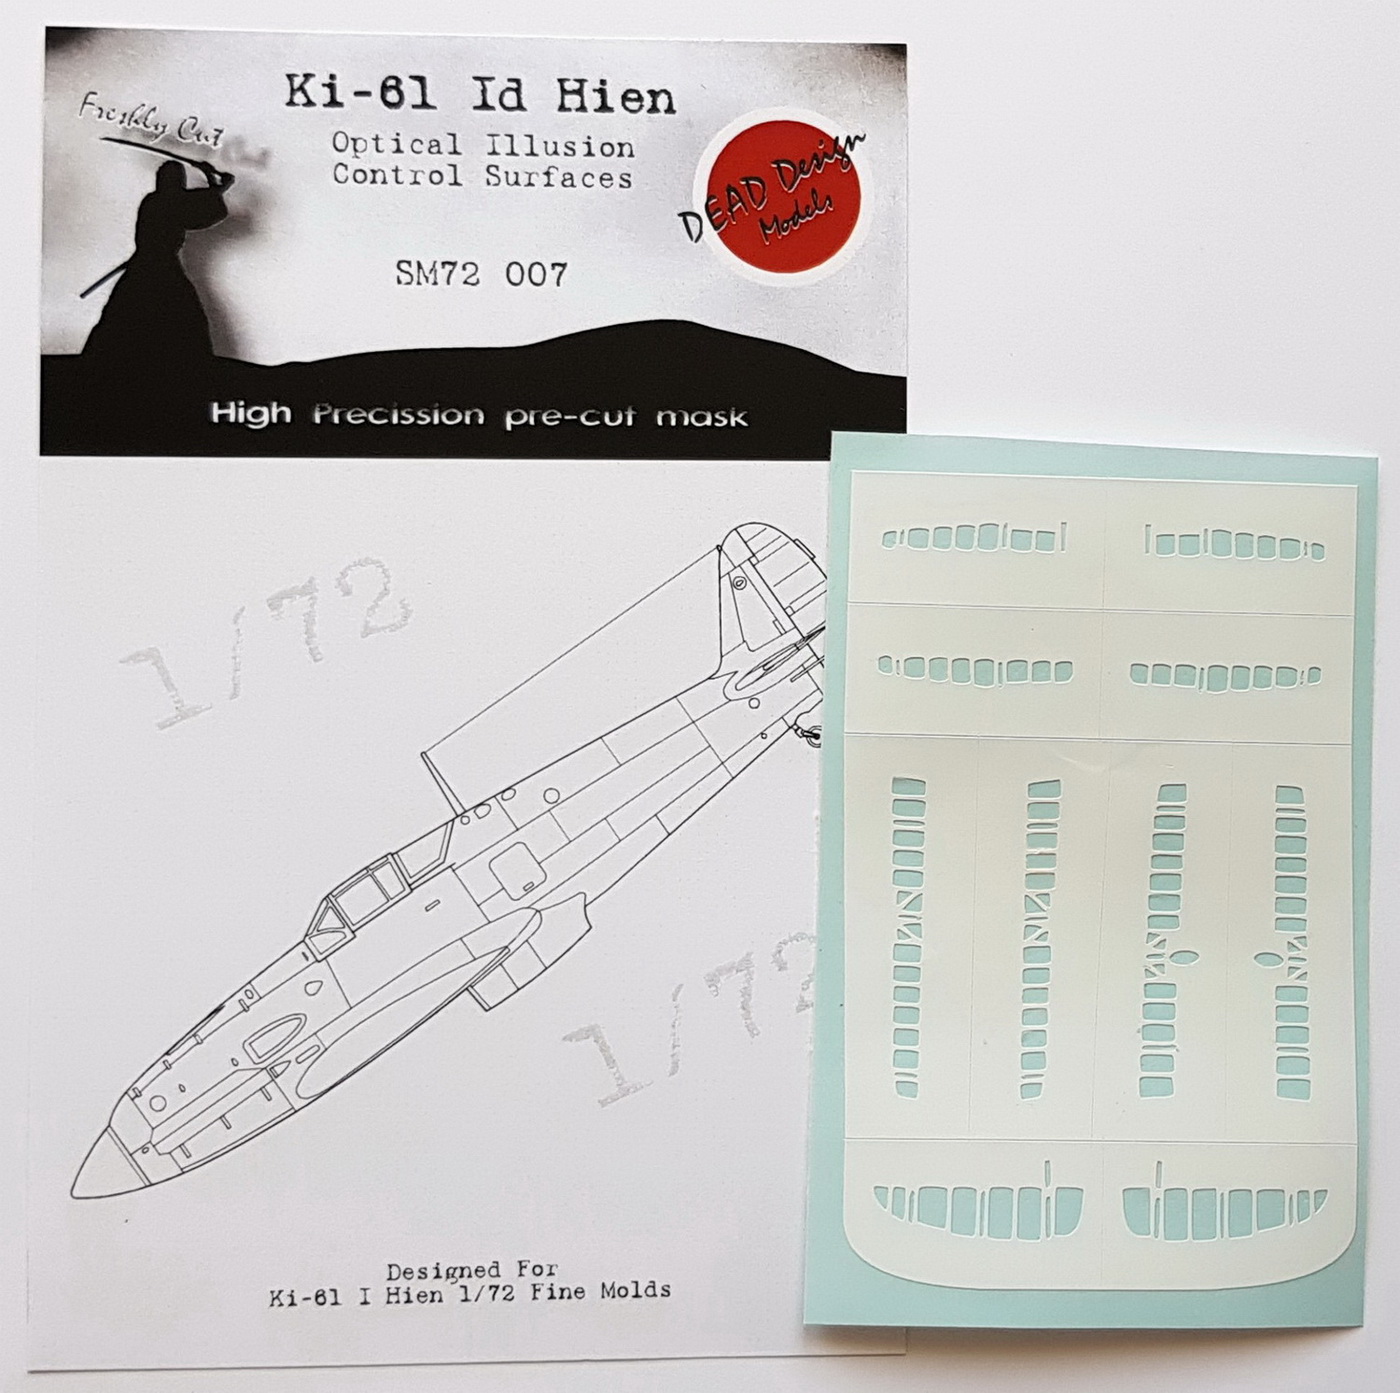 Ki-61 Id Hien
Freshly Cut
Optical Illusion
Control Surfaces
DEAD Design
Models
SM72 007
High Precission pre-cut mask
1/72
1/72
Designed For
Ki-61 I Hien 1/72 Fine Molds